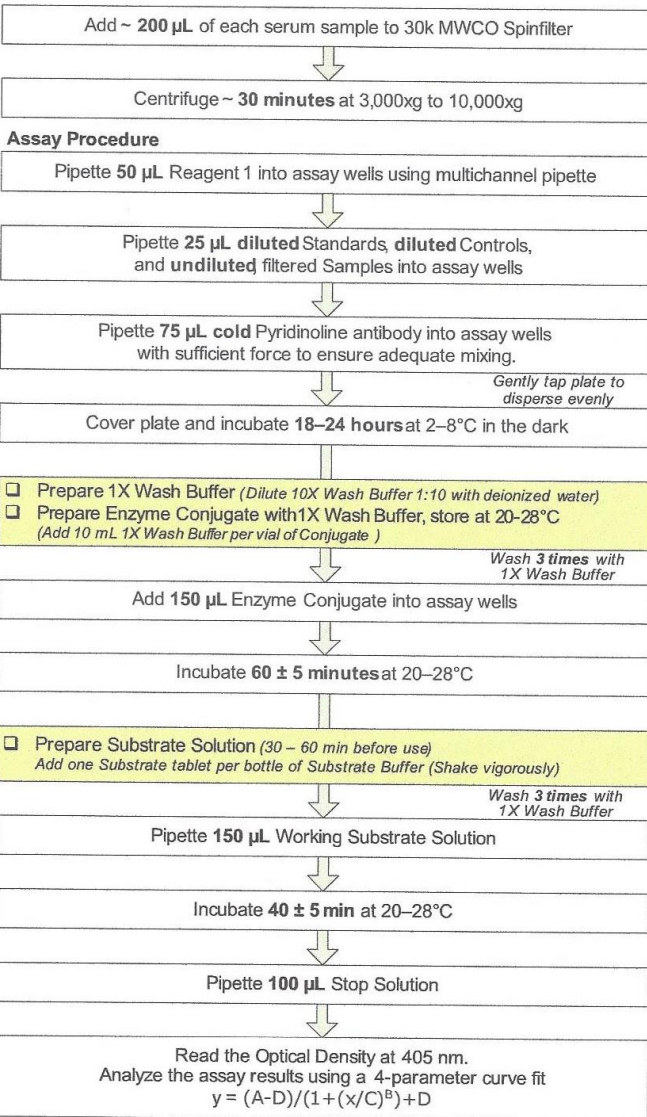 Add ~ 200 µL of each serum sample to 30k MWCO Spinfilter
Centrifuge ~ 30 minutes at 3,000xg to 10,000xg
Assay Procedure
Pipette 50 µL Reagent 1 into assay wells using multichannel pipette
Pipette 25 µL diluted Standards, diluted Controls,
and undiluted, filtered Samples into assay wells
Pipette 75 µL cold Pyridinoline antibody into assay wells
with sufficient force to ensure adequate mixing.
Gently tap plate to
disperse evenly
Cover plate and incubate 18–24 hours at 2–8°C in the dark
❑ Prepare 1X Wash Buffer (Dilute 10X Wash Buffer 1:10 with deionized water)
❑ Prepare Enzyme Conjugate with 1X Wash Buffer, store at 20-28°C
(Add 10 mL 1X Wash Buffer per vial of Conjugate )
Wash 3 times with
1X Wash Buffer
Add 150 µL Enzyme Conjugate into assay wells
Incubate 60 ± 5 minutes at 20–28°C
❑ Prepare Substrate Solution (30 – 60 min before use)
Add one Substrate tablet per bottle of Substrate Buffer (Shake vigorously)
Wash 3 times with
1X Wash Buffer
Pipette 150 µL Working Substrate Solution
Incubate 40 ± 5 min at 20–28°C
Pipette 100 µL Stop Solution
Read the Optical Density at 405 nm.
Analyze the assay results using a 4-parameter curve fit
y = (A-D)/(1+(x/C)ᴮ)+D